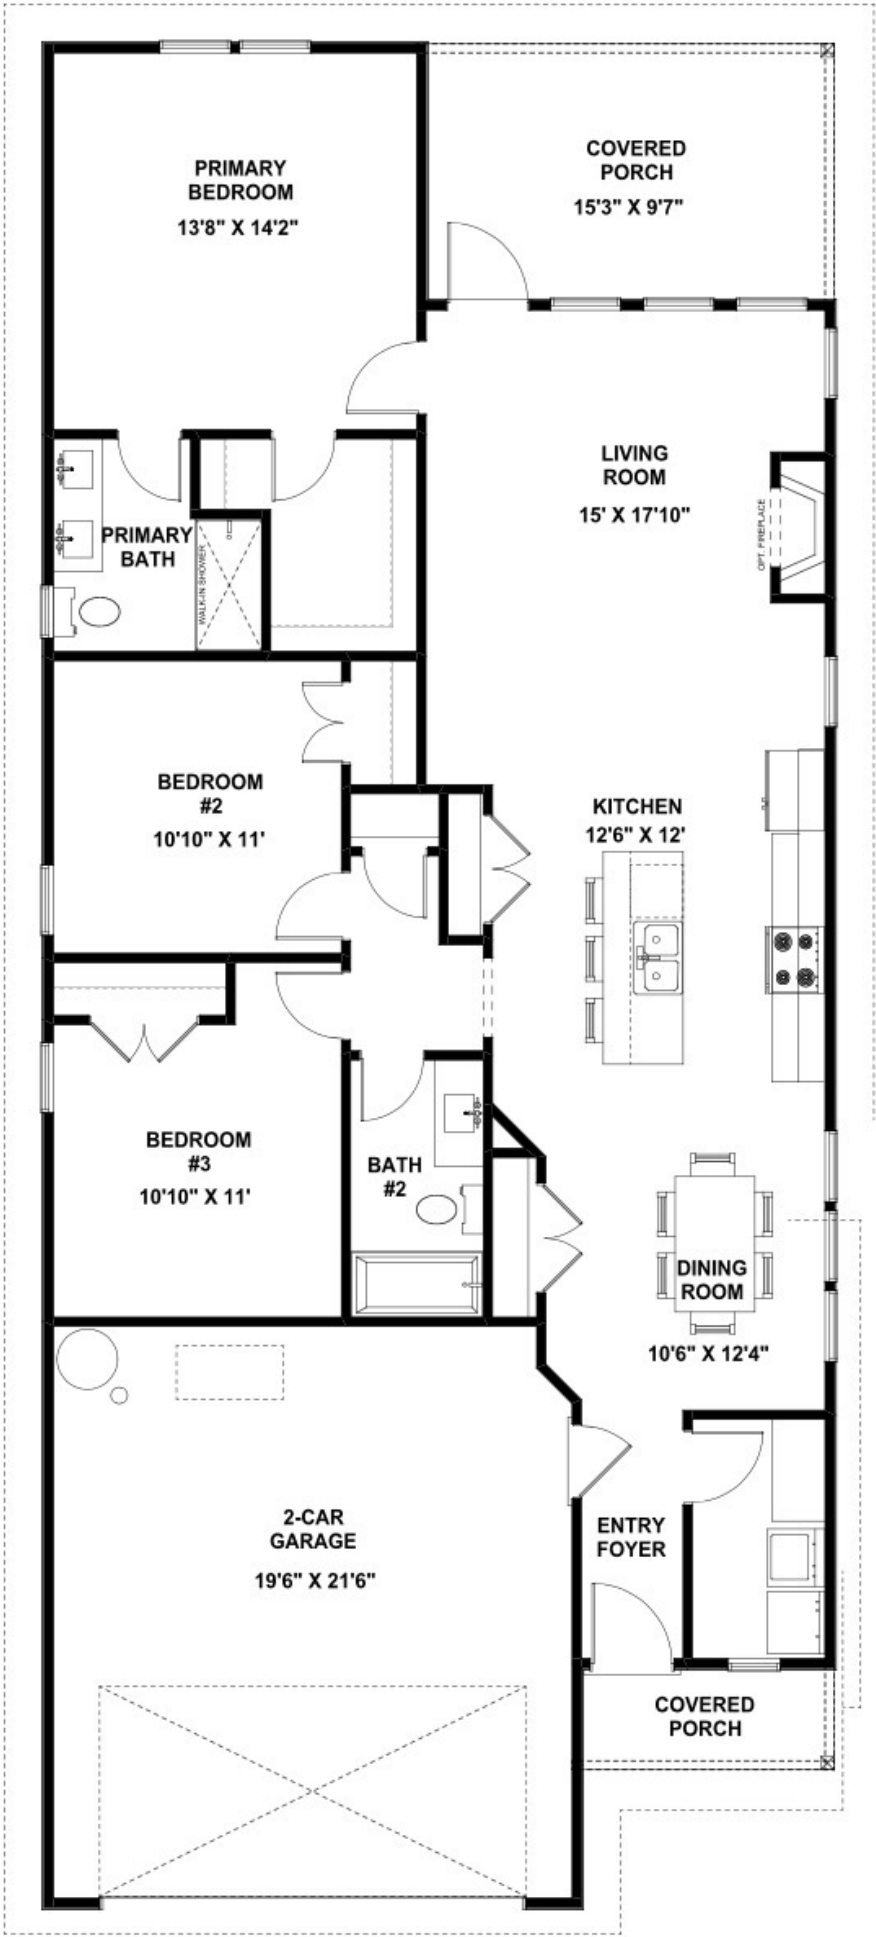 PRIMARY
BEDROOM
13'8" X 14'2"
COVERED
PORCH
15'3" X 9'7"
LIVING
ROOM
15' X 17'10"
OPT. FIREPLACE
PRIMARY
BATH
WALK-IN SHOWER
BEDROOM
#2
10'10" X 11'
KITCHEN
12'6" X 12'
BEDROOM
#3
10'10" X 11'
BATH
#2
DINING
ROOM
10'6" X 12'4"
2-CAR
GARAGE
19'6" X 21'6"
ENTRY
FOYER
COVERED
PORCH